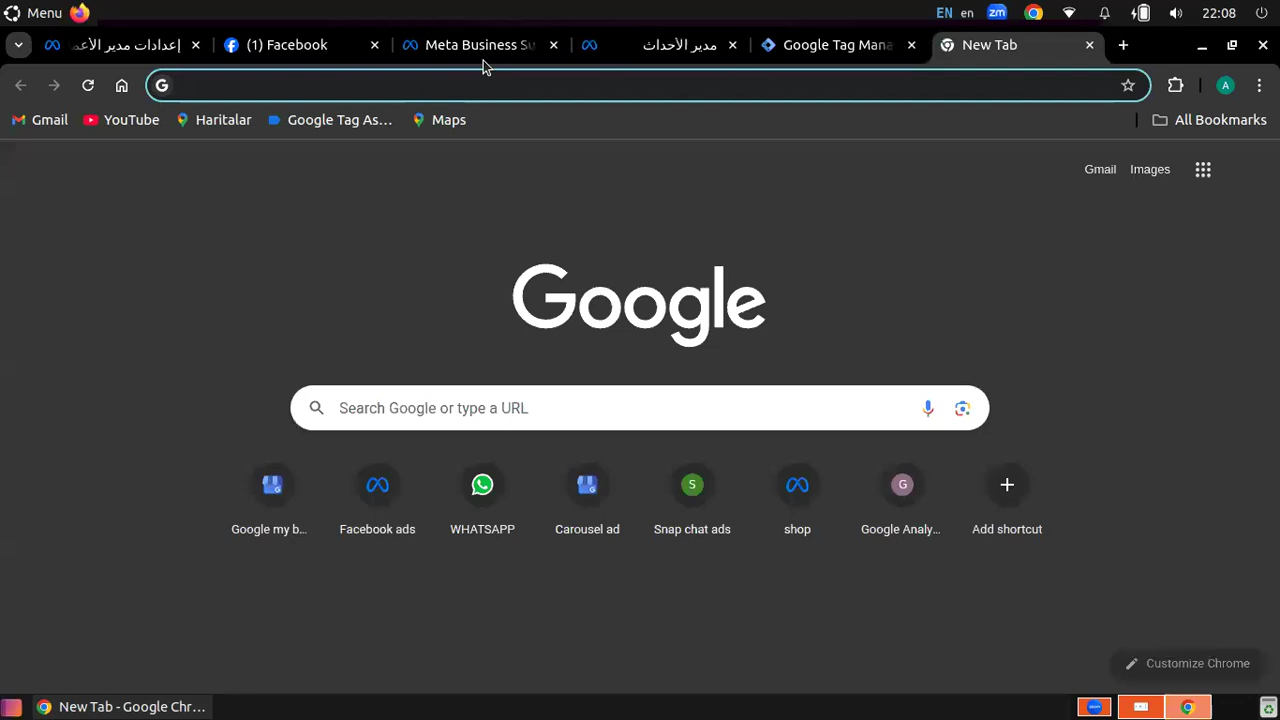 Menu EN en zm 22:08
إعدادات مدير الأعم (1) Facebook Meta Business Su مدير الأحداث Google Tag Mana New Tab
G A
Gmail YouTube Haritalar Google Tag As... Maps All Bookmarks
Gmail Images
Google
Search Google or type a URL
S G
Google my b... Facebook ads WHATSAPP Carousel ad Snap chat ads shop Google Analy... Add shortcut
Customize Chrome
New Tab - Google Chr... zoom